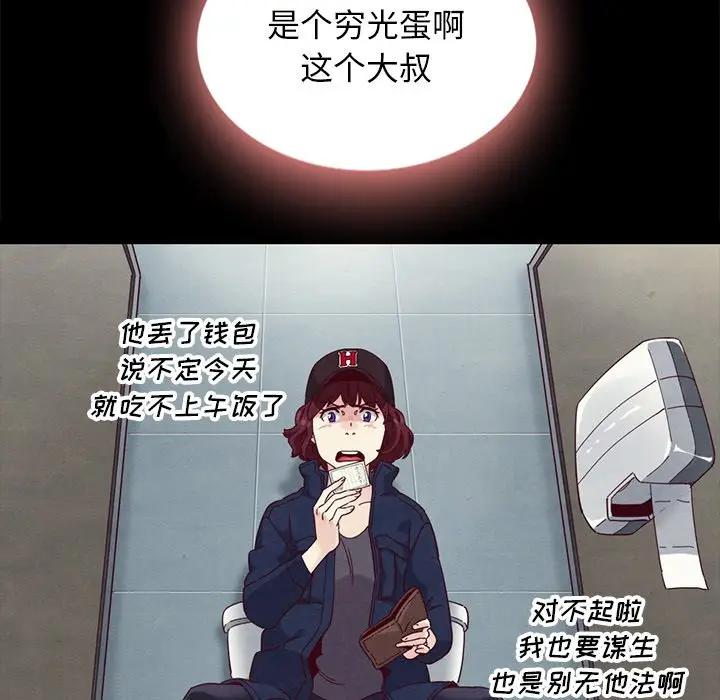 是个穷光蛋啊
这个大叔
他丢了钱包
说不定今天
就吃不上午饭了
H
对不起啦
我也要谋生
也是别无他法啊